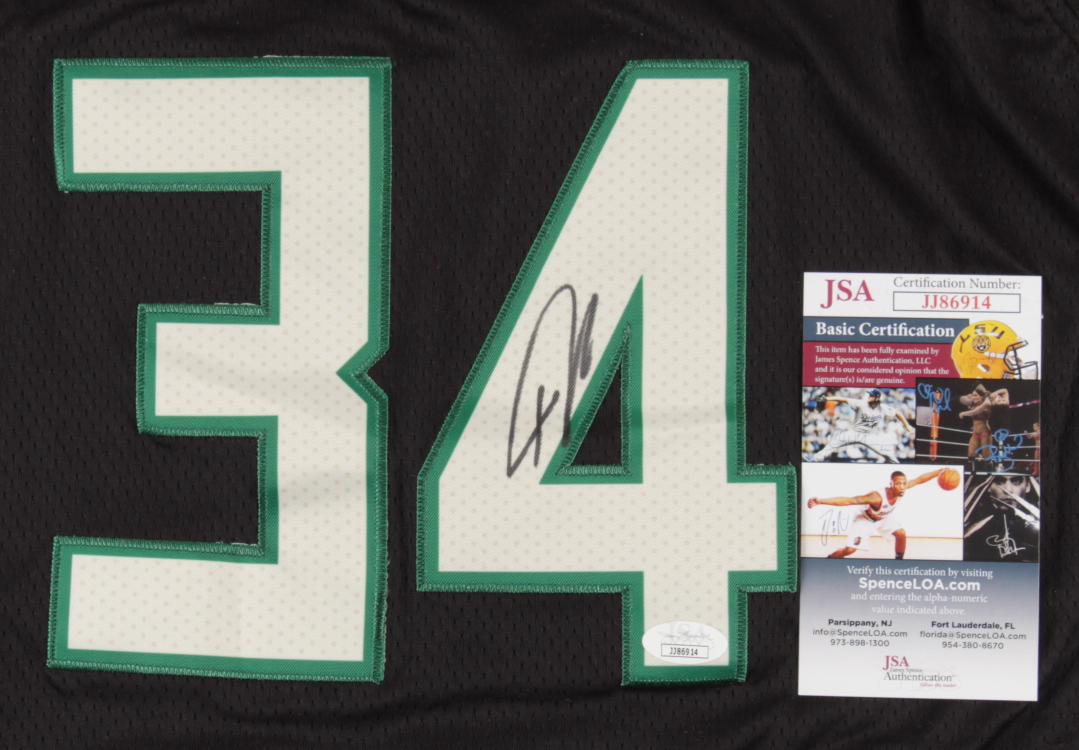 34
JSA
Certification Number:
JJ86914
Basic Certification
This item has been fully examined by
James Spence Authentication, LLC
and it is our considered opinion that the
signature(s) is/are genuine.
LSU
Verify this certification by visiting
SpenceLOA.com
and entering the alpha-numeric
value indicated above.
Parsippany, NJ
info@SpenceLOA.com
973-898-1300
Fort Lauderdale, FL
florida@SpenceLOA.com
954-380-8670
JSA
James Spence
Authentication
JJ86914